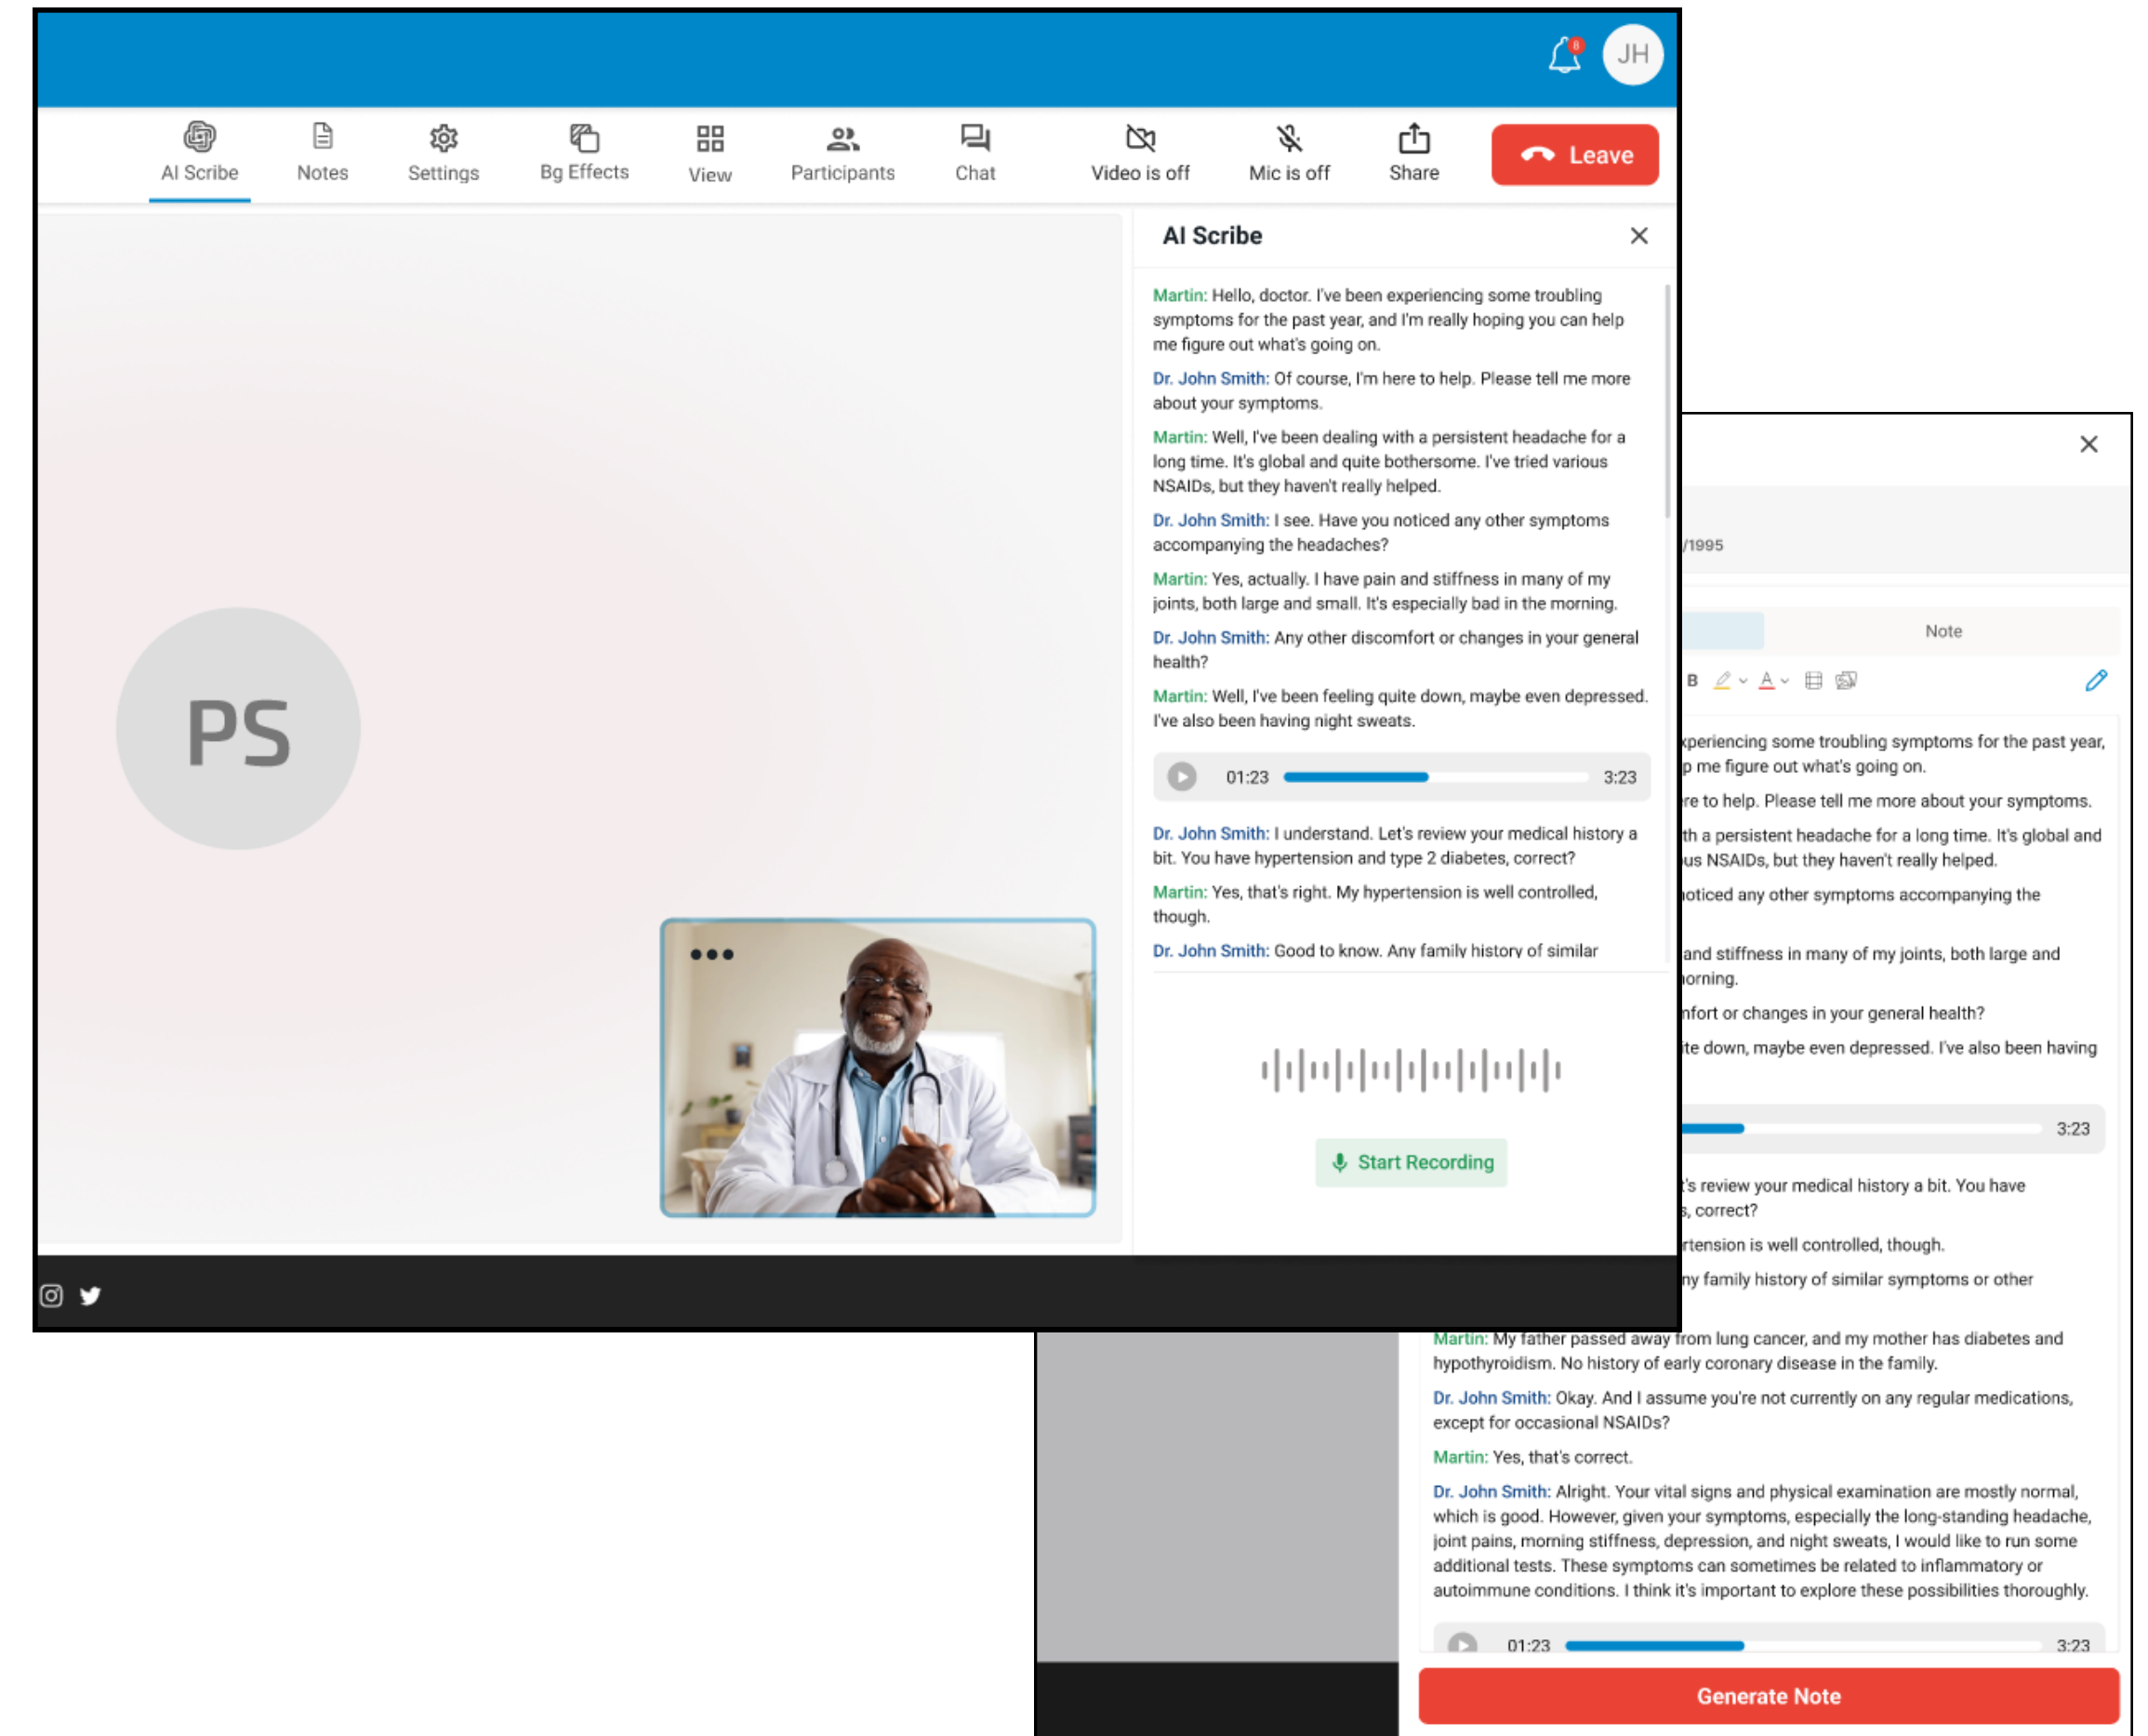 8
JH
AI Scribe
Notes
Settings
Bg Effects
View
Participants
Chat
Video is off
Mic is off
Share
Leave
AI Scribe
Martin: Hello, doctor. I've been experiencing some troubling
symptoms for the past year, and I'm really hoping you can help
me figure out what's going on.
Dr. John Smith: Of course, I'm here to help. Please tell me more
about your symptoms.
Martin: Well, I've been dealing with a persistent headache for a
long time. It's global and quite bothersome. I've tried various
NSAIDs, but they haven't really helped.
Dr. John Smith: I see. Have you noticed any other symptoms
accompanying the headaches?
Martin: Yes, actually. I have pain and stiffness in many of my
joints, both large and small. It's especially bad in the morning.
Dr. John Smith: Any other discomfort or changes in your general
health?
Martin: Well, I've been feeling quite down, maybe even depressed.
I've also been having night sweats.
01:23
3:23
Dr. John Smith: I understand. Let's review your medical history a
bit. You have hypertension and type 2 diabetes, correct?
Martin: Yes, that's right. My hypertension is well controlled,
though.
Dr. John Smith: Good to know. Any family history of similar
Start Recording
PS
/1995
Note
B
A
xperiencing some troubling symptoms for the past year,
p me figure out what's going on.
re to help. Please tell me more about your symptoms.
th a persistent headache for a long time. It's global and
us NSAIDs, but they haven't really helped.
noticed any other symptoms accompanying the
and stiffness in many of my joints, both large and
orning.
nfort or changes in your general health?
ite down, maybe even depressed. I've also been having
3:23
t's review your medical history a bit. You have
s, correct?
rtension is well controlled, though.
ny family history of similar symptoms or other
Martin: My father passed away from lung cancer, and my mother has diabetes and
hypothyroidism. No history of early coronary disease in the family.
Dr. John Smith: Okay. And I assume you're not currently on any regular medications,
except for occasional NSAIDs?
Martin: Yes, that's correct.
Dr. John Smith: Alright. Your vital signs and physical examination are mostly normal,
which is good. However, given your symptoms, especially the long-standing headache,
joint pains, morning stiffness, depression, and night sweats, I would like to run some
additional tests. These symptoms can sometimes be related to inflammatory or
autoimmune conditions. I think it's important to explore these possibilities thoroughly.
01:23
3:23
Generate Note